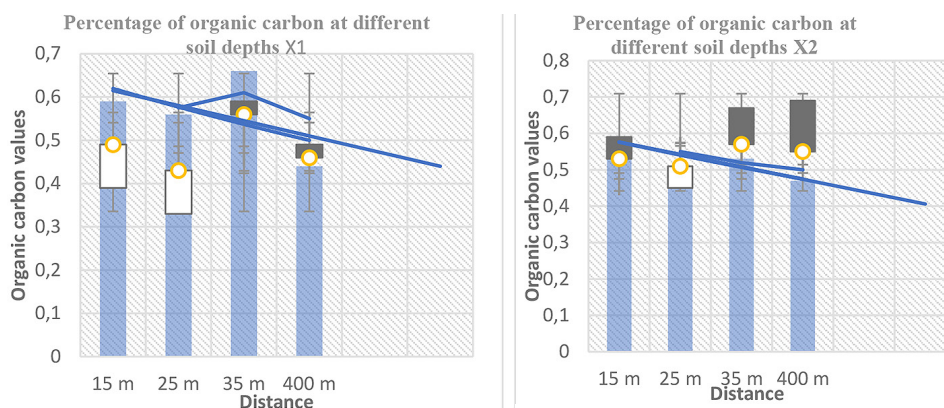 Percentage of organic carbon at different
soil depths X1
Organic carbon values
0,7
0,6
0,5
0,4
0,3
0,2
0,1
0
15 m 25 m 35 m 400 m
Distance
Percentage of organic carbon at
different soil depths X2
Organic carbon values
0,8
0,7
0,6
0,5
0,4
0,3
0,2
0,1
0
15 m 25 m 35 m 400 m
Distance